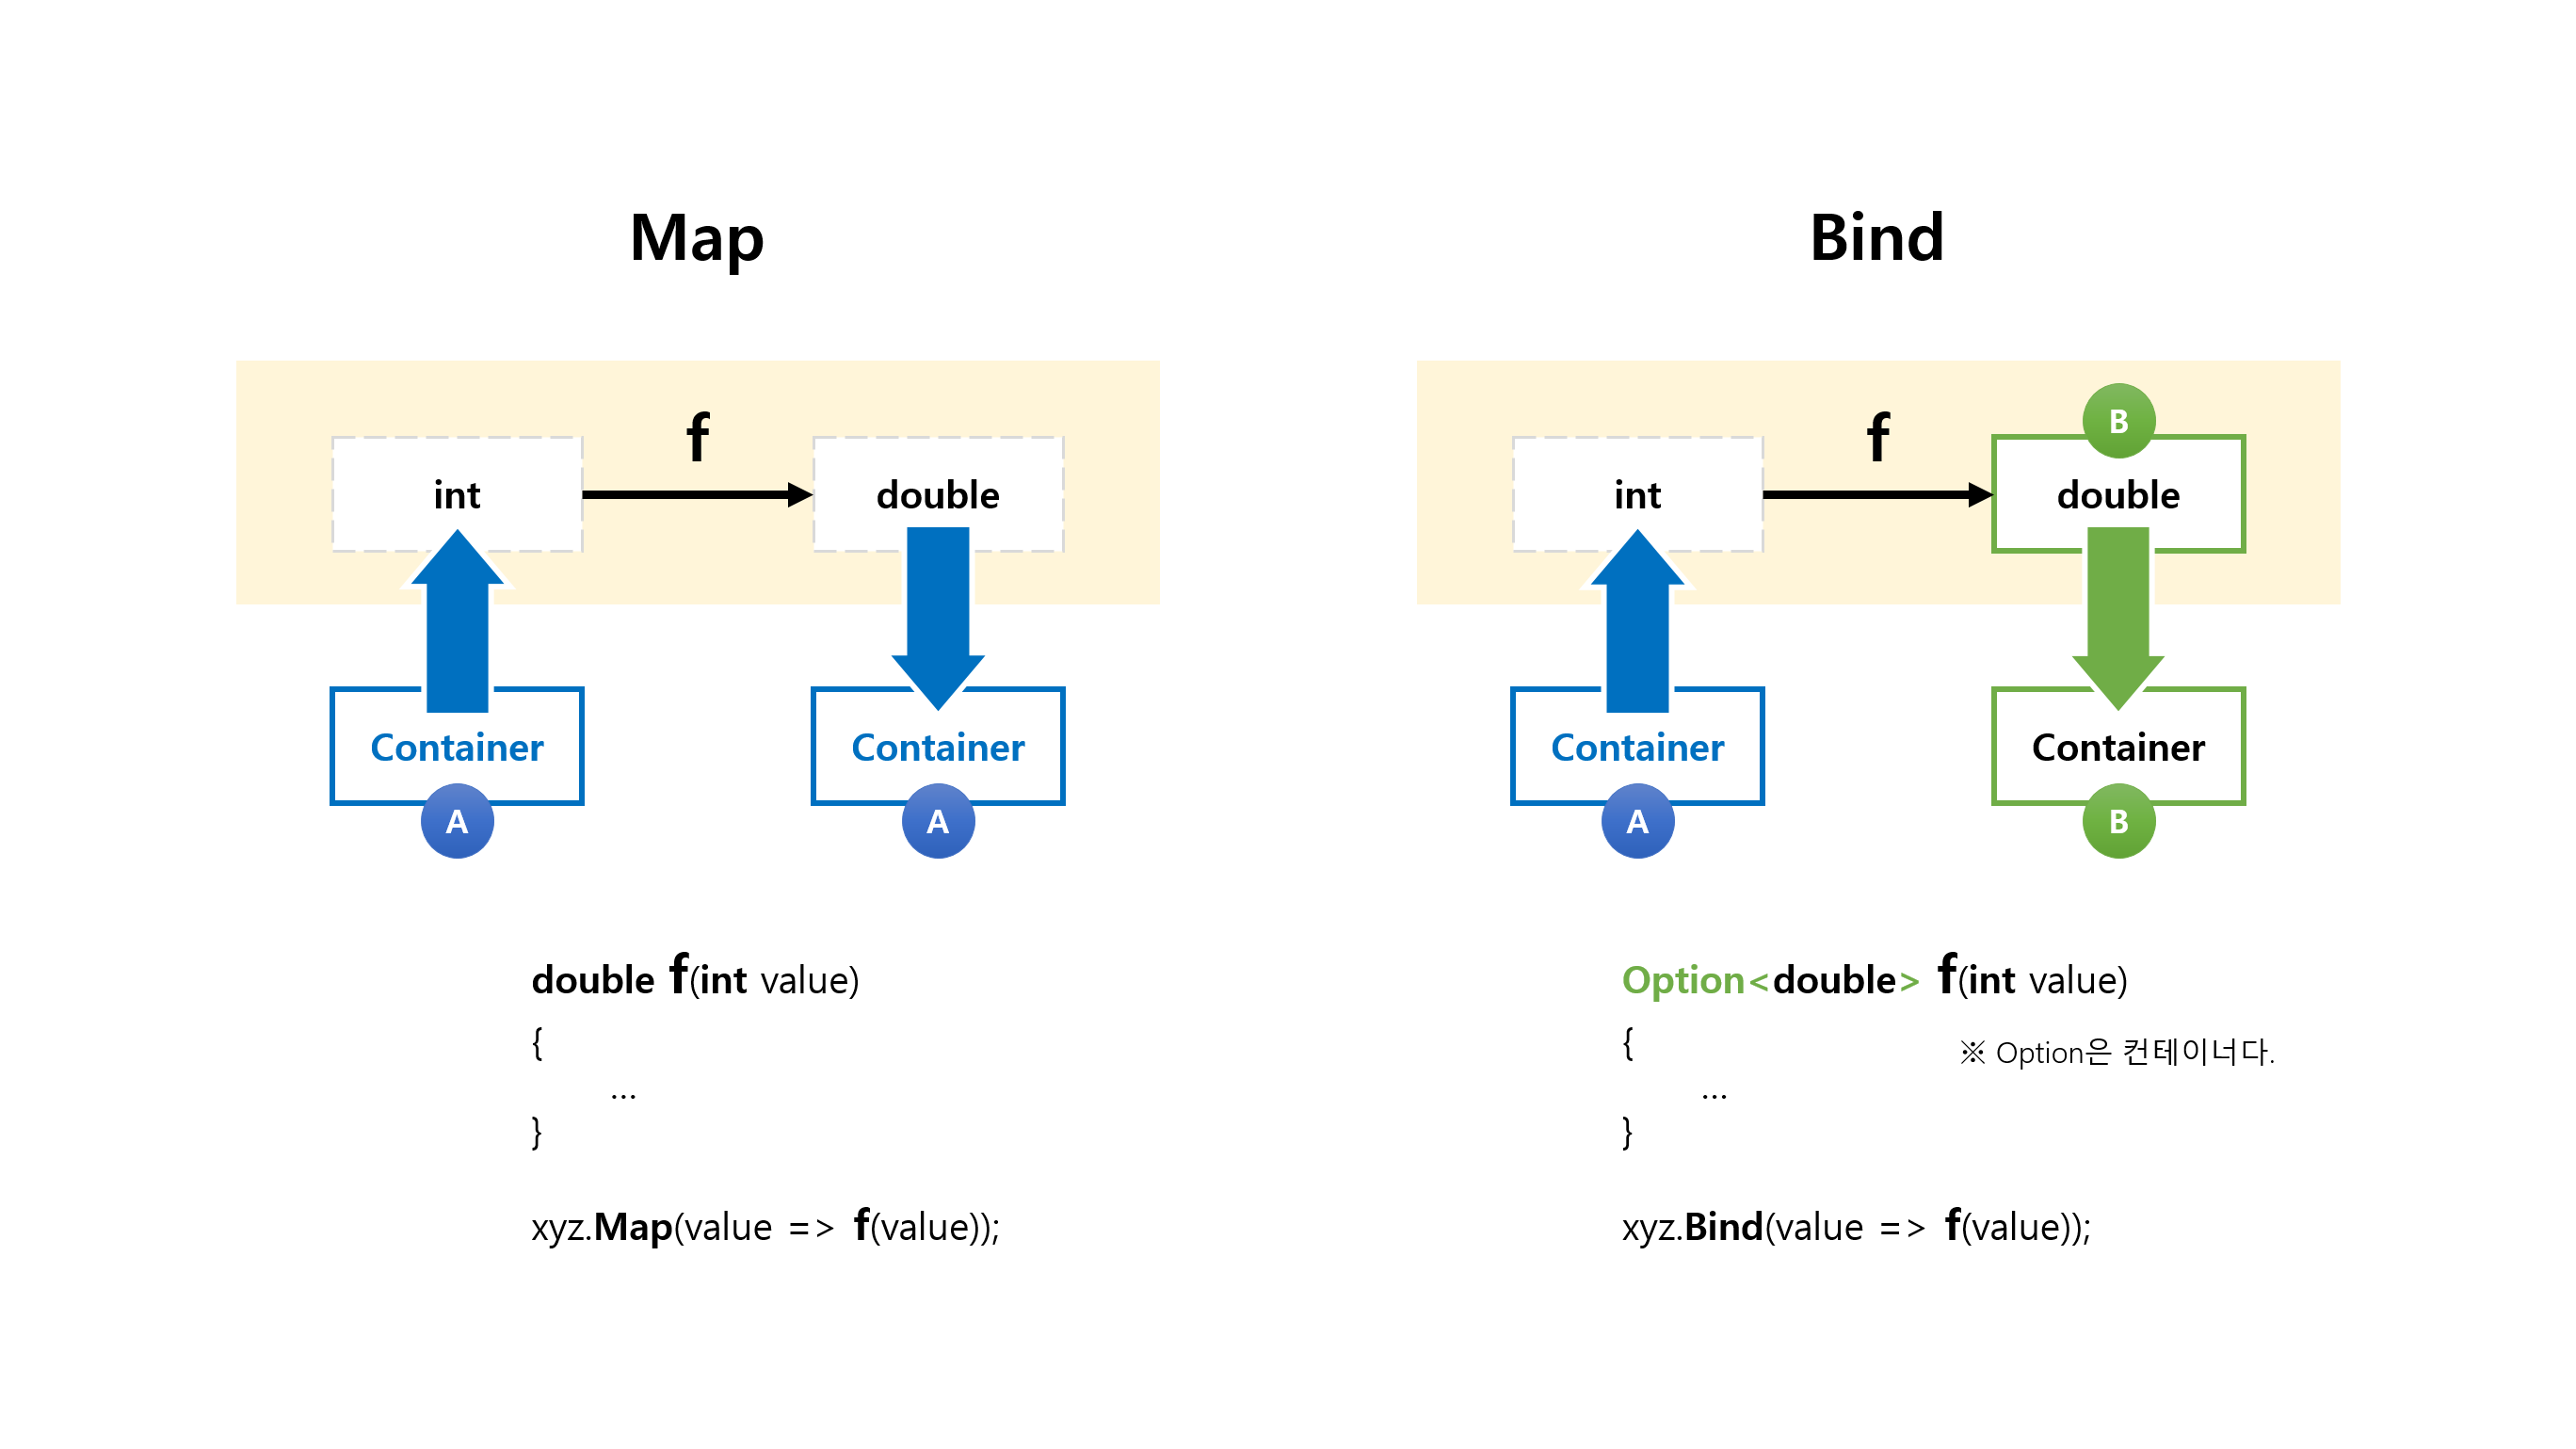 Map
f
int
double
Container
Container
A
A
double f(int value)
{
...
}
xyz.Map(value => f(value));
Bind
f
B
int
double
Container
Container
A
B
Option<double> f(int value)
{
※ Option은 컨테이너다.
...
}
xyz.Bind(value => f(value));